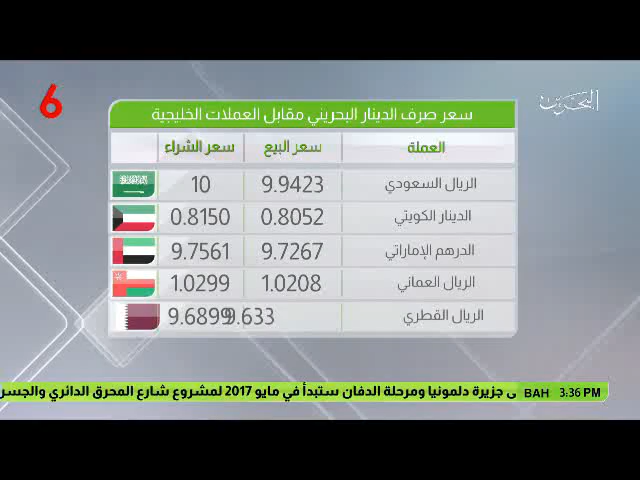 6
البحرين
سعر صرف الدينار البحريني مقابل العملات الخليجية
العملة سعر البيع سعر الشراء
الريال السعودي 9.9423 10
الدينار الكويتي 0.8052 0.8150
الدرهم الإماراتي 9.7267 9.7561
الريال العماني 1.0208 1.0299
الريال القطري 9.633 9.6899
ى جزيرة دلمونيا ومرحلة الدفان ستبدأ في مايو 2017 لمشروع شارع المحرق الدائري والجسر
BAH 3:36 PM